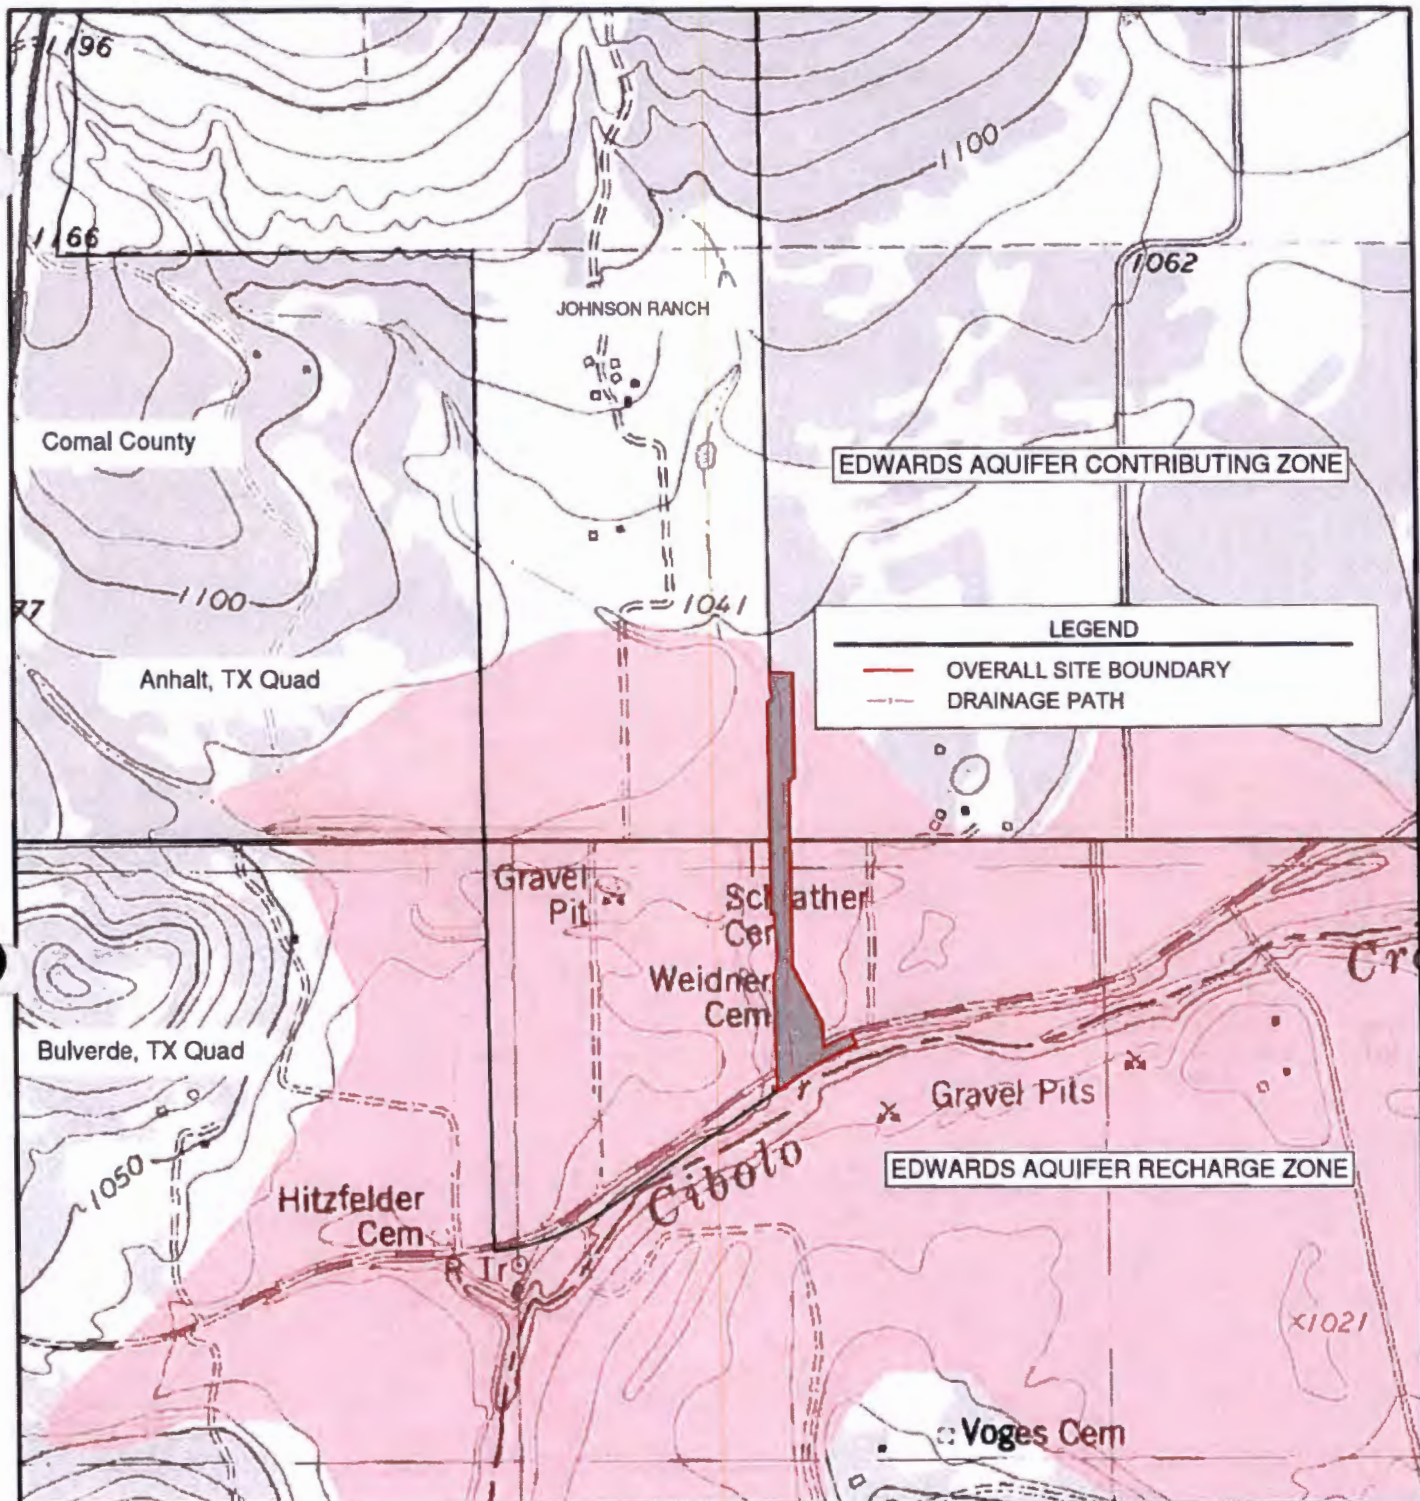 1196
1100
1166
1062
JOHNSON RANCH
Comal County
EDWARDS AQUIFER CONTRIBUTING ZONE
1100
77
1041
LEGEND
OVERALL SITE BOUNDARY
DRAINAGE PATH
Anhalt, TX Quad
Gravel
Pit
Cem
Weidner
Cem
Bulverde, TX Quad
Gravel Pits
Cibolo
EDWARDS AQUIFER RECHARGE ZONE
1050
Hitzfelder
Cem
Tr
x1021
Voges Cem